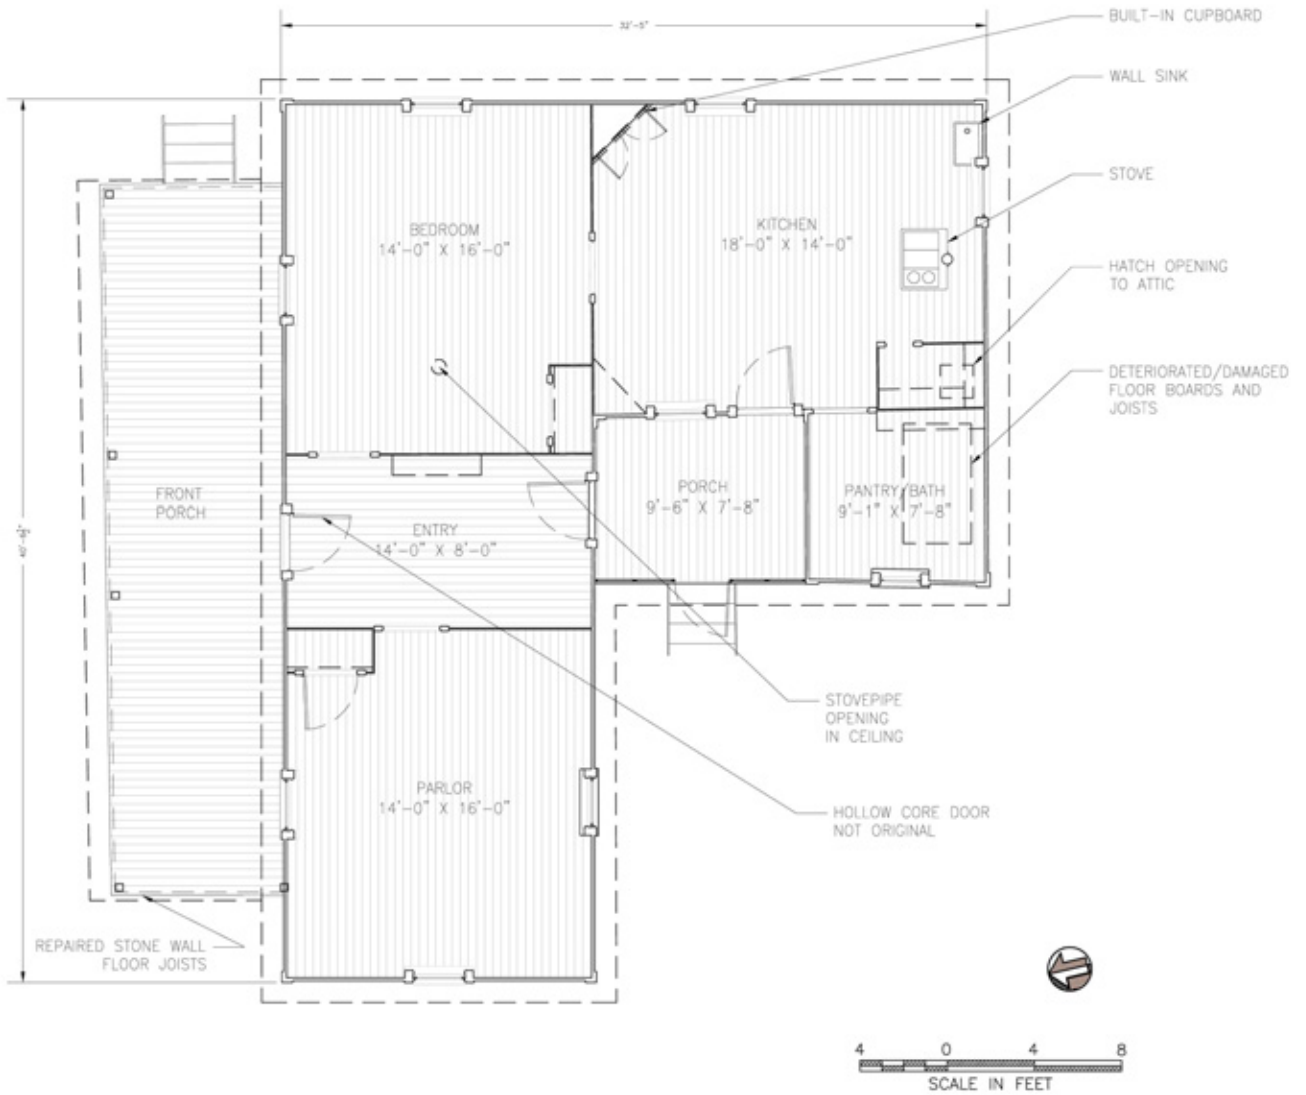 32'-5"
BUILT-IN CUPBOARD
WALL SINK
STOVE
HATCH OPENING
TO ATTIC
DETERIORATED/DAMAGED
FLOOR BOARDS AND
JOISTS
BEDROOM
14'-0" X 16'-0"
KITCHEN
18'-0" X 14'-0"
FRONT
PORCH
ENTRY
14'-0" X 8'-0"
PORCH
9'-6" X 7'-8"
PANTRY/BATH
9'-1" X 7'-8"
STOVEPIPE
OPENING
IN CEILING
PARLOR
14'-0" X 16'-0"
HOLLOW CORE DOOR
NOT ORIGINAL
REPAIRED STONE WALL
FLOOR JOISTS
4 0 4 8
SCALE IN FEET